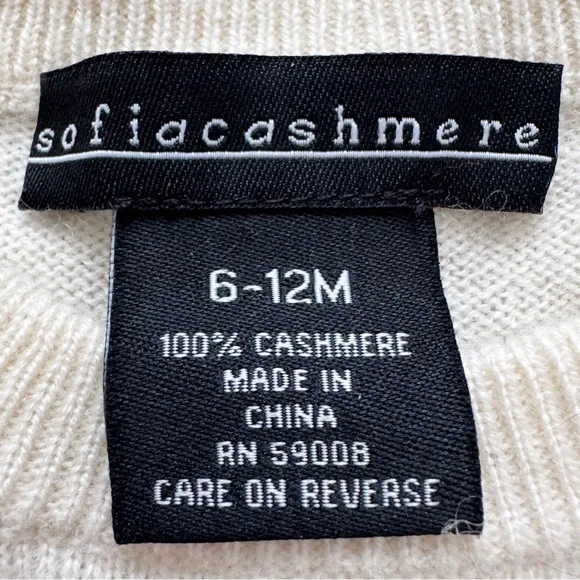 sofiacashmere
6-12M
100% CASHMERE
MADE IN
CHINA
RN 59008
CARE ON REVERSE